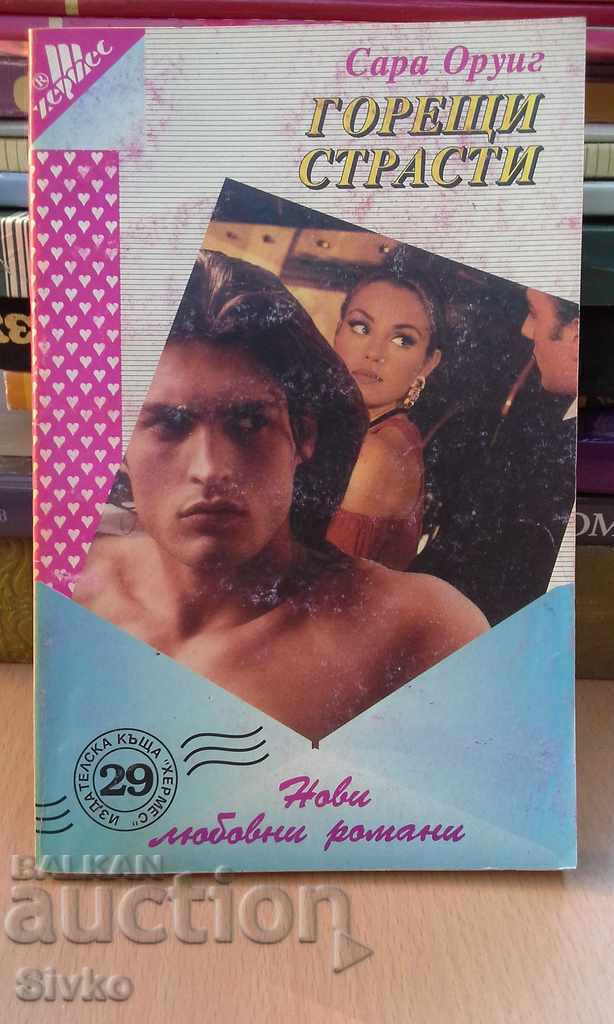 ® хермес
Сара Оруиг
ГОРЕЩИ
СТРАСТИ
ИЗДАТЕЛСКА КЪЩА "ХЕРМЕС"
29
Нови
любовни романи
BALKAN
auction
Sivko